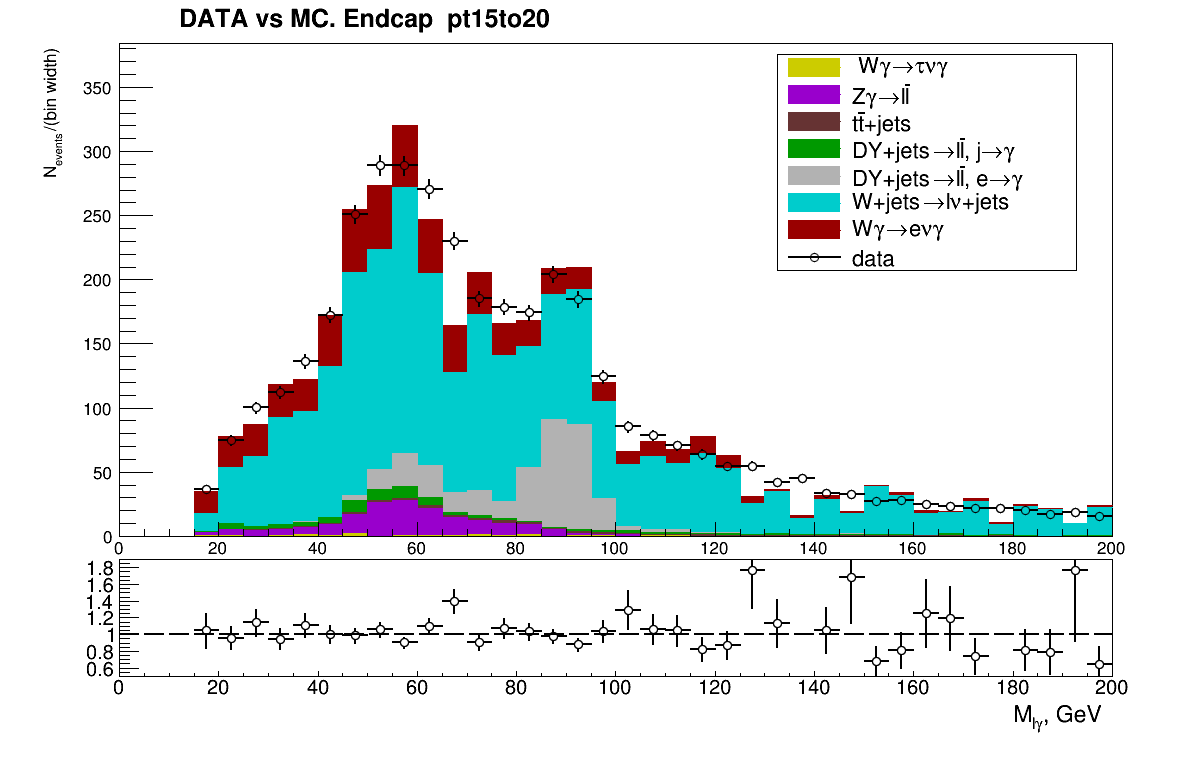 DATA vs MC. Endcap pt15to20
N_events/(bin width)
350
300
250
200
150
100
50
0
Wγ→τνγ
Zγ→ll̄
tt̄+jets
DY+jets→ll̄, j→γ
DY+jets→ll̄, e→γ
W+jets→lν+jets
Wγ→eνγ
data
0 20 40 60 80 100 120 140 160 180 200
1.8
1.6
1.4
1.2
1
0.8
0.6
0 20 40 60 80 100 120 140 160 180 200
M_lγ, GeV